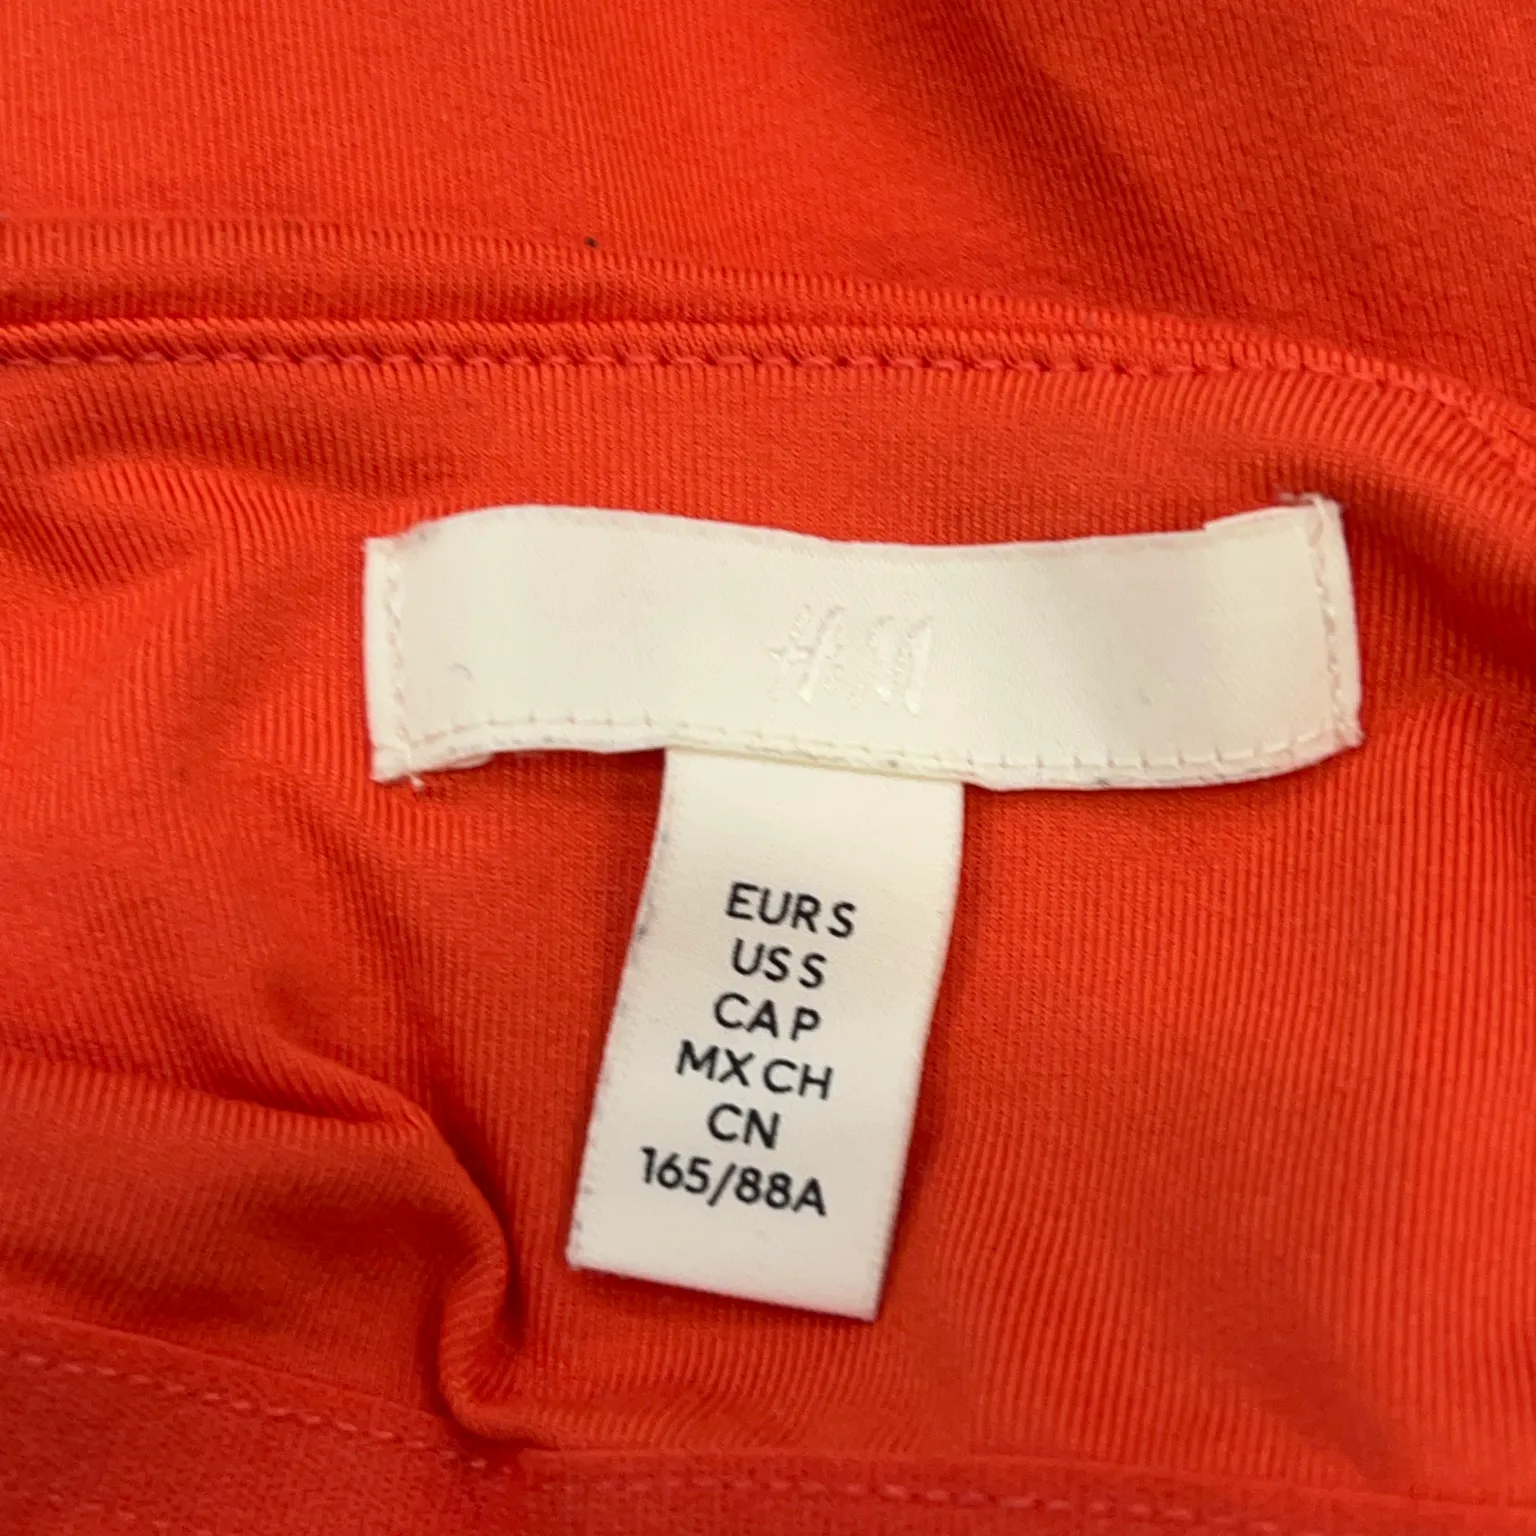 H&M
EUR S
US S
CA P
MX CH
CN
165/88A